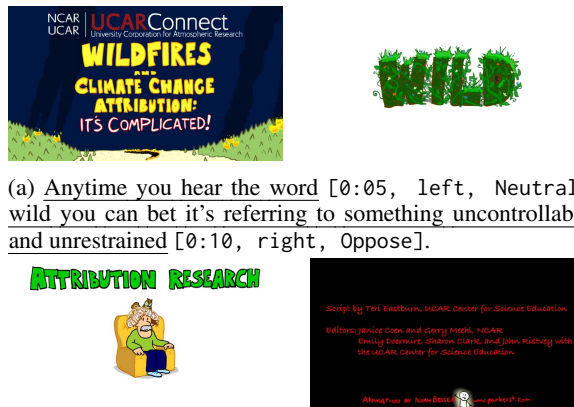 NCAR
UCAR
UCARConnect
University Corporation for Atmospheric Research
WILDFIRES
AND
CLIMATE CHANGE
ATTRIBUTION:
IT'S COMPLICATED!
WILD
(a) Anytime you hear the word [0:05, left, Neutral]
wild you can bet it's referring to something uncontrollab
and unrestrained [0:10, right, Oppose].
ATTRIBUTION RESEARCH
Script by Teri Eastburn, UCAR Center for Science Education
Editors: Janice Coen and Gerry Meehl, NCAR
Emily Doermire, Sharon Clark, and John Ristvey with
the UCAR Center for Science Education